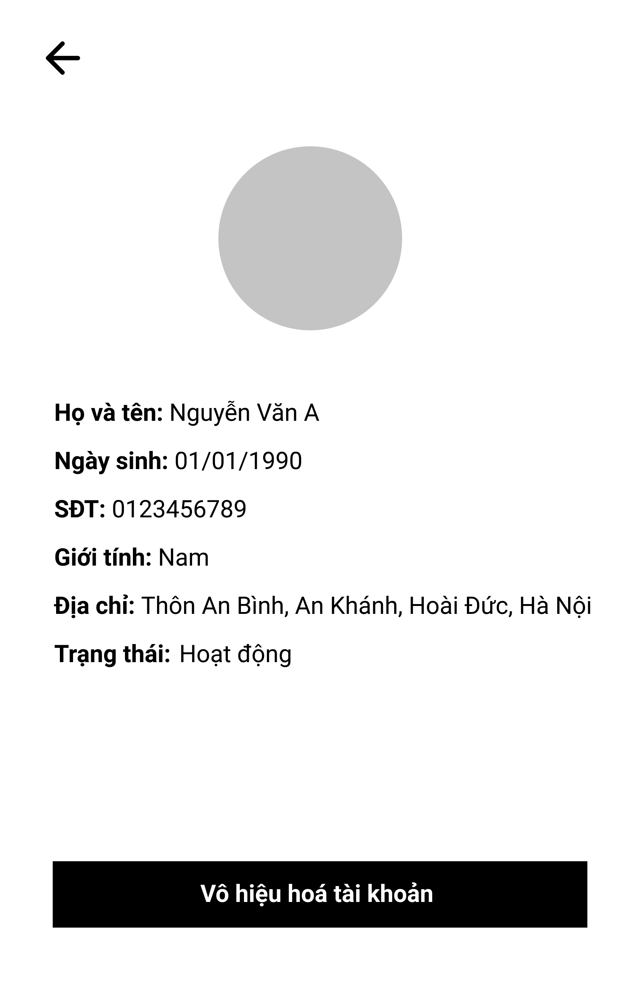 Họ và tên: Nguyễn Văn A
Ngày sinh: 01/01/1990
SĐT: 0123456789
Giới tính: Nam
Địa chỉ: Thôn An Bình, An Khánh, Hoài Đức, Hà Nội
Trạng thái: Hoạt động
Vô hiệu hoá tài khoản